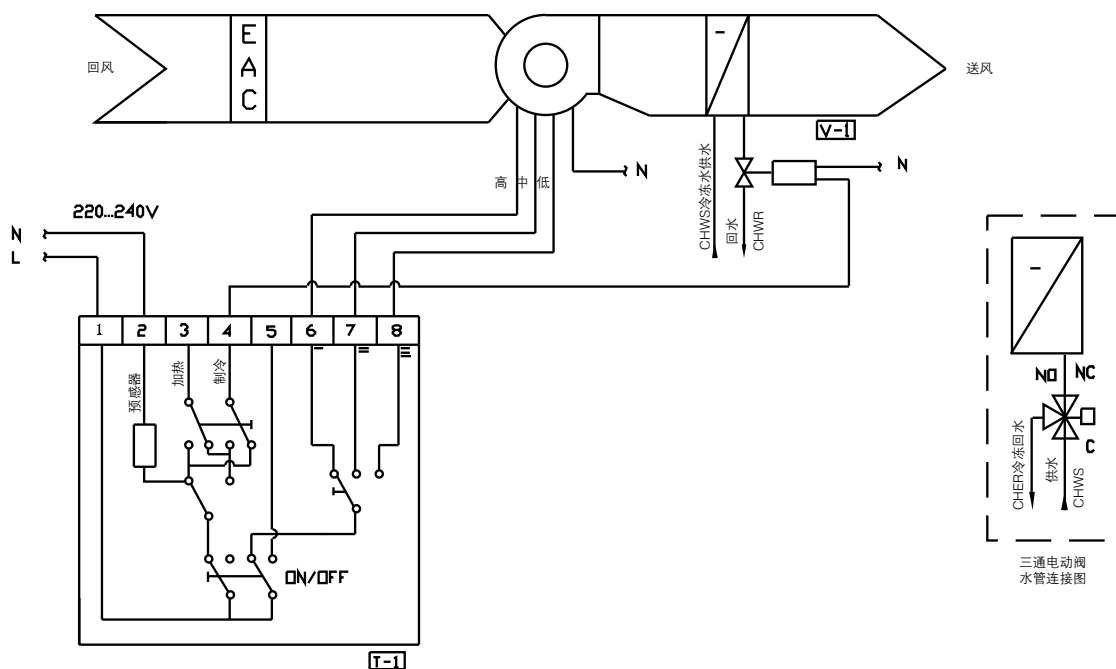 回风
EAC
送风
V-1
N
高 中 低
N
CHWS冷冻水供水
回水
CHWR
220...240V
N
L
1 2 3 4 5 6 7 8
预感器
加热
制冷
ON/OFF
T-1
NO
NC
C
CHER冷冻回水
供水
CHWS
三通电动阀
水管连接图